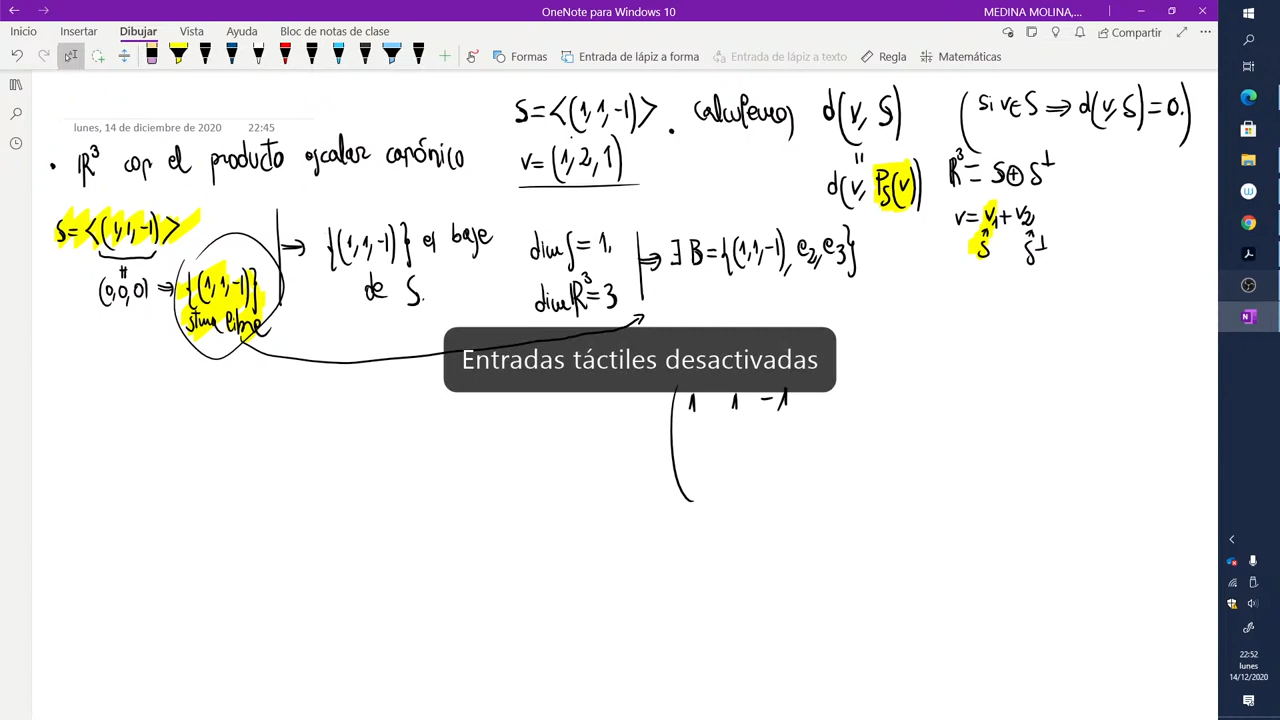 OneNote para Windows 10
MEDINA MOLINA,...
Inicio Insertar Dibujar Vista Ayuda Bloc de notas de clase
Compartir
Formas Entrada de lápiz a forma Entrada de lápiz a texto Regla Matemáticas
lunes, 14 de diciembre de 2020 22:45
• ℝ³ con el producto escalar canónico
S=<(1,1,-1)>
v=(1,2,1)
• calculemos d(v, S)
"
d(v, P_S(v))
(si v∈S ⟹ d(v,S)=0.)
ℝ³ = S⊕S^⊥
v= v₁+v₂
S S^⊥
S=<(1,1,-1)>
(0,0,0) ⟹ {(1,1,-1)}
stma libre
⟹ {(1,1,-1)} es base
de S.
dim S=1,
dim ℝ³=3
⟹ ∃ B={(1,1,-1), e₂, e₃}
Entradas táctiles desactivadas
( 1 1 -1
22:52
lunes
14/12/2020